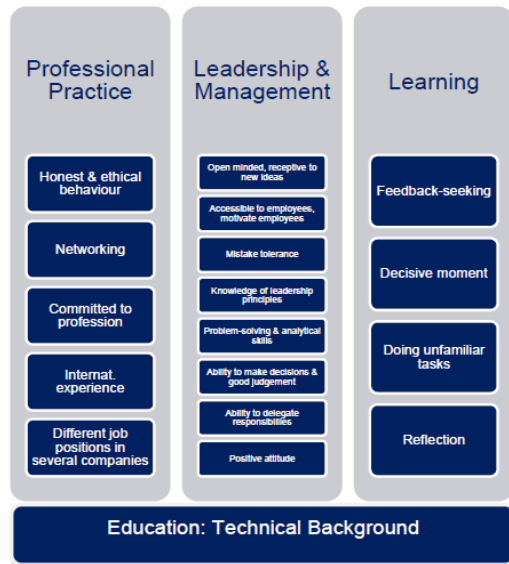 Professional
Practice
Honest & ethical
behaviour
Networking
Committed to
profession
Internat.
experience
Different job
positions in
several companies
Leadership &
Management
Open minded, receptive to
new ideas
Accessible to employees,
motivate employees
Mistake tolerance
Knowledge of leadership
principles
Problem-solving & analytical
skills
Ability to make decisions &
good judgement
Ability to delegate
responsibilities
Positive attitude
Learning
Feedback-seeking
Decisive moment
Doing unfamiliar
tasks
Reflection
Education: Technical Background